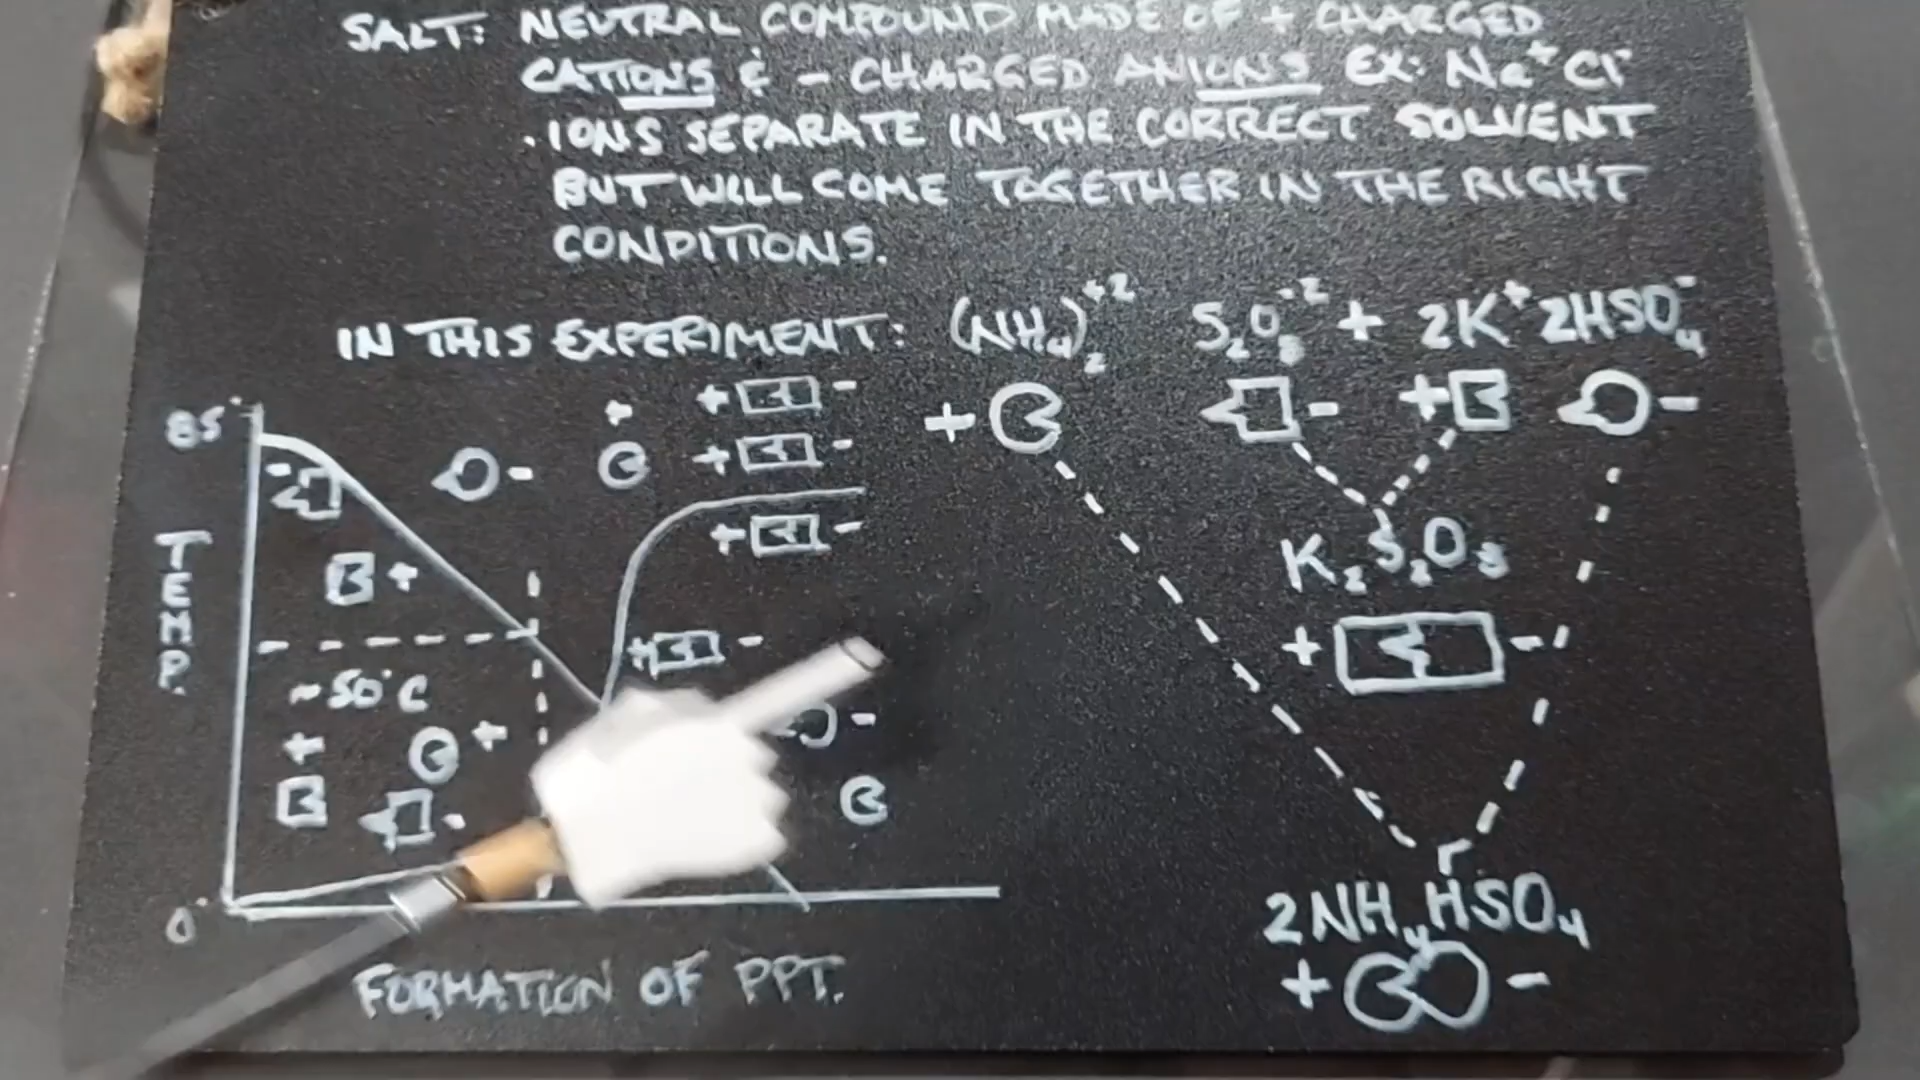 SALT: NEUTRAL COMPOUND MADE OF + CHARGED
CATIONS & - CHARGED ANIONS EX: Na⁺Cl⁻
. IONS SEPARATE IN THE CORRECT SOLVENT
BUT WILL COME TOGETHER IN THE RIGHT
CONDITIONS.
IN THIS EXPERIMENT: (NH₄)₂⁺² S₂O₈⁻² + 2K⁺ 2HSO₄⁻
+ - + -
85°
TEMP.
0°
- - + + -
+ -
+ -
+
+ -
~50°C
+ + -
-
FORMATION OF PPT.
K₂S₂O₈
+ -
2NH₄HSO₄
+ -